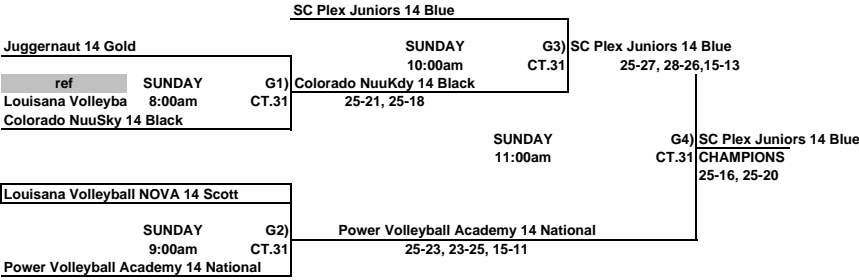 SC Plex Juniors 14 Blue
Juggernaut 14 Gold
SUNDAY G3) SC Plex Juniors 14 Blue
10:00am CT.31 25-27, 28-26,15-13
ref SUNDAY G1) Colorado NuuKdy 14 Black
Louisana Volleyba 8:00am CT.31 25-21, 25-18
Colorado NuuSky 14 Black
SUNDAY G4) SC Plex Juniors 14 Blue
11:00am CT.31 CHAMPIONS
25-16, 25-20
Louisana Volleyball NOVA 14 Scott
SUNDAY G2) Power Volleyball Academy 14 National
9:00am CT.31 25-23, 23-25, 15-11
Power Volleyball Academy 14 National